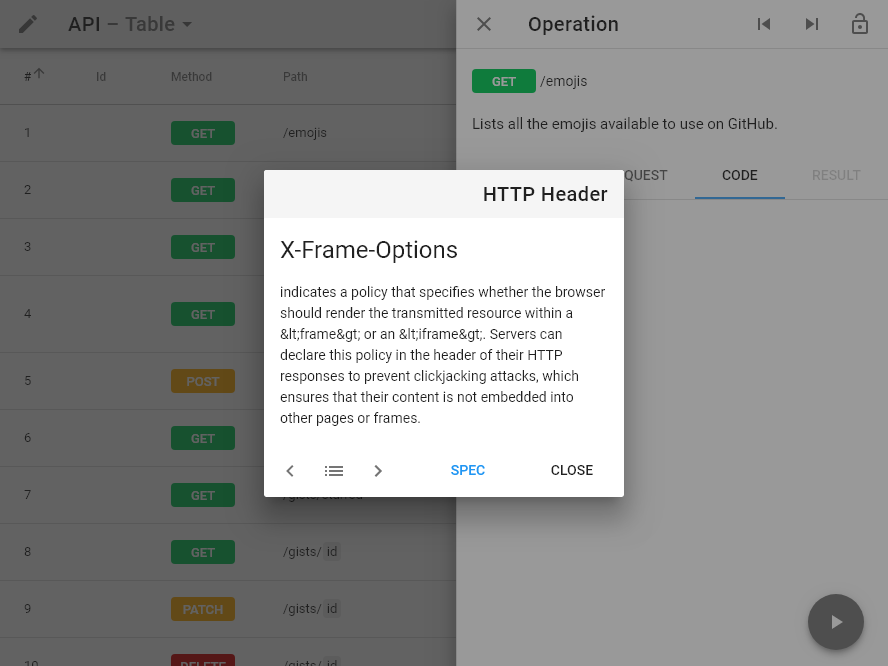 API – Table
Operation
# Id Method Path
GET /emojis
Lists all the emojis available to use on GitHub.
QUEST CODE RESULT
1 GET /emojis
2 GET
3 GET
4 GET
5 POST
6 GET
7 GET
8 GET /gists/ id
9 PATCH /gists/ id
10 DELETE /gists/ id
HTTP Header
X-Frame-Options
indicates a policy that specifies whether the browser
should render the transmitted resource within a
&lt;frame&gt; or an &lt;iframe&gt;. Servers can
declare this policy in the header of their HTTP
responses to prevent clickjacking attacks, which
ensures that their content is not embedded into
other pages or frames.
SPEC CLOSE